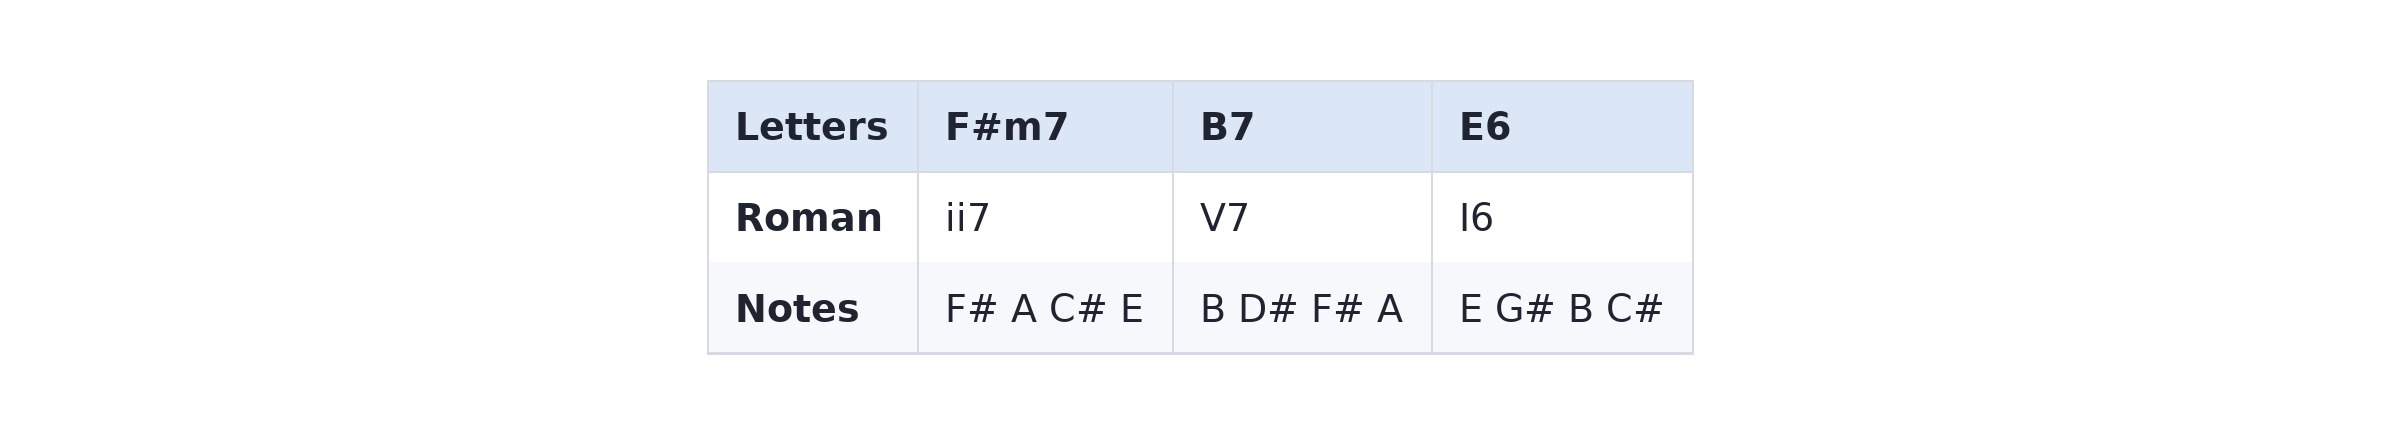 Letters F#m7 B7 E6
Roman ii7 V7 I6
Notes F# A C# E B D# F# A E G# B C#